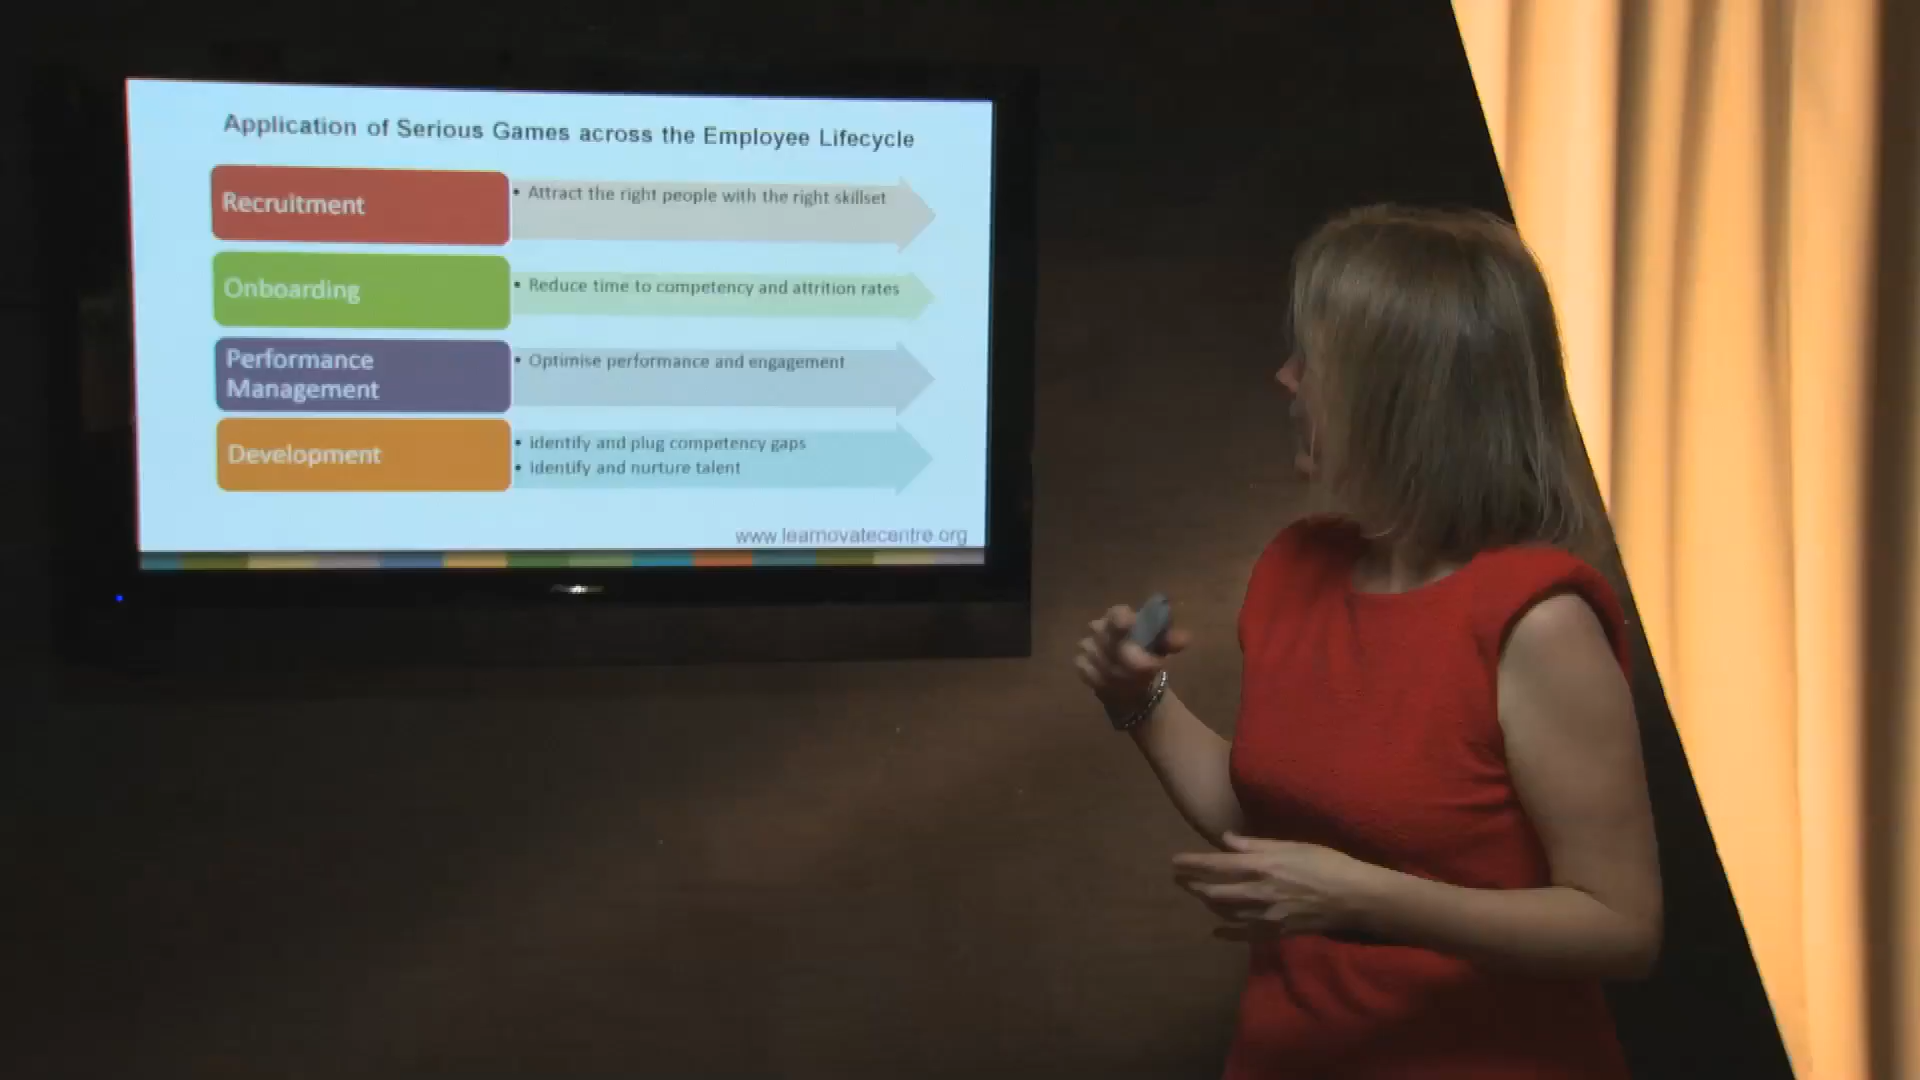 Application of Serious Games across the Employee Lifecycle
Recruitment
• Attract the right people with the right skillset
Onboarding
• Reduce time to competency and attrition rates
Performance
Management
• Optimise performance and engagement
Development
• Identify and plug competency gaps
• Identify and nurture talent
www.learnovatecentre.org